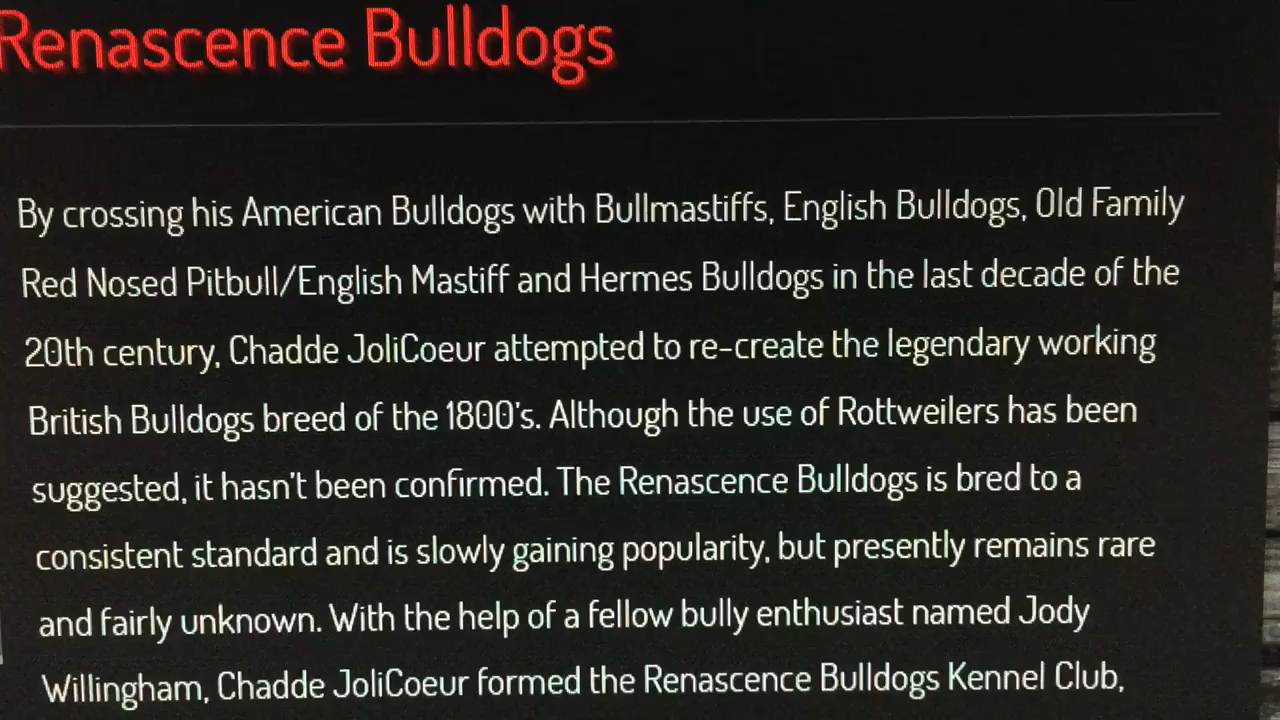 Renascence Bulldogs
By crossing his American Bulldogs with Bullmastiffs, English Bulldogs, Old Family
Red Nosed Pitbull/English Mastiff and Hermes Bulldogs in the last decade of the
20th century, Chadde JoliCoeur attempted to re-create the legendary working
British Bulldogs breed of the 1800's. Although the use of Rottweilers has been
suggested, it hasn't been confirmed. The Renascence Bulldogs is bred to a
consistent standard and is slowly gaining popularity, but presently remains rare
and fairly unknown. With the help of a fellow bully enthusiast named Jody
Willingham, Chadde JoliCoeur formed the Renascence Bulldogs Kennel Club,